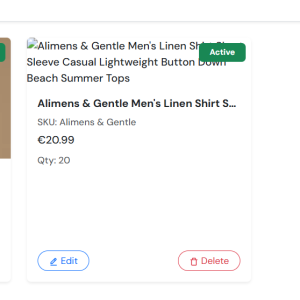 Alimens & Gentle Men's Linen Shirt
Active
Sleeve Casual Lightweight Button Down
Beach Summer Tops
Alimens & Gentle Men's Linen Shirt S...
SKU: Alimens & Gentle
€20.99
Qty: 20
Edit
Delete